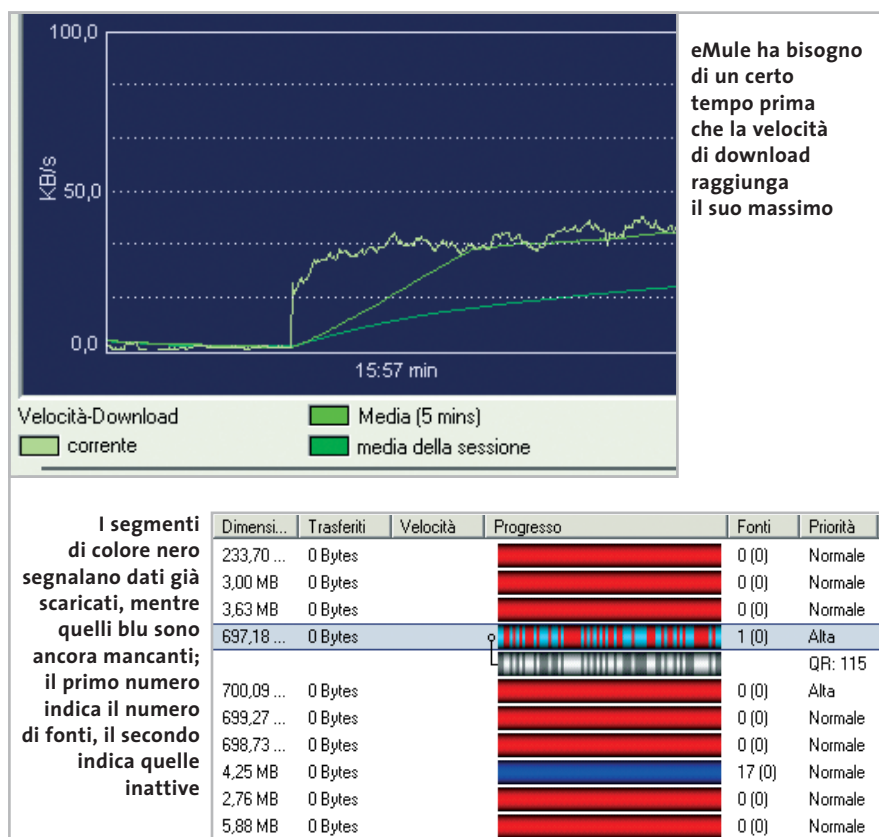 100,0
KB/s
50,0
0,0
15:57 min
Velocità-Download
Media (5 mins)
corrente
media della sessione
eMule ha bisogno
di un certo
tempo prima
che la velocità
di download
raggiunga
il suo massimo
I segmenti
di colore nero
segnalano dati già
scaricati, mentre
quelli blu sono
ancora mancanti;
il primo numero
indica il numero
di fonti, il secondo
indica quelle
inattive
Dimensi... Trasferiti Velocità Progresso Fonti Priorità
233,70 ... 0 Bytes 0 (0) Normale
3,00 MB 0 Bytes 0 (0) Normale
3,63 MB 0 Bytes 0 (0) Normale
697,18 ... 0 Bytes 1 (0) Alta
QR: 115
700,09 ... 0 Bytes 0 (0) Alta
699,27 ... 0 Bytes 0 (0) Normale
698,73 ... 0 Bytes 0 (0) Normale
4,25 MB 0 Bytes 17 (0) Normale
2,76 MB 0 Bytes 0 (0) Normale
5,88 MB 0 Bytes 0 (0) Normale